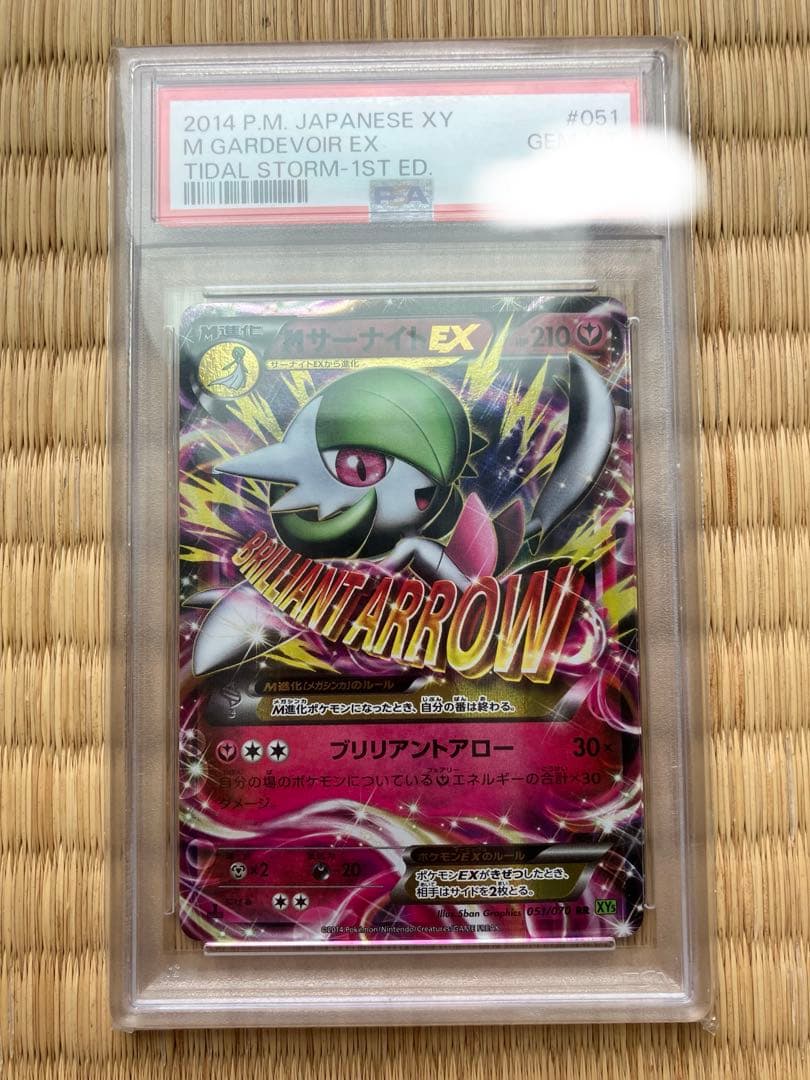 2014 P.M. JAPANESE XY #051
M GARDEVOIR EX GEM
TIDAL STORM-1ST ED.
PSA
M進化
MサーナイトEX HP210
サーナイトEXから進化
BRILLIANT ARROW
M進化[メガシンカ]のルール
M進化ポケモンになったとき、自分の番は終わる。
ブリリアントアロー 30×
自分の場のポケモンについているエネルギーの合計×30
ダメージ。
×2 -20
ポケモンEXのルール
ポケモンEXがきぜつしたとき、
相手はサイドを2枚とる。
にげる
Illus. 5ban Graphics 051/070 RR XY5
©2014 Pokémon/Nintendo/Creatures/GAME FREAK.